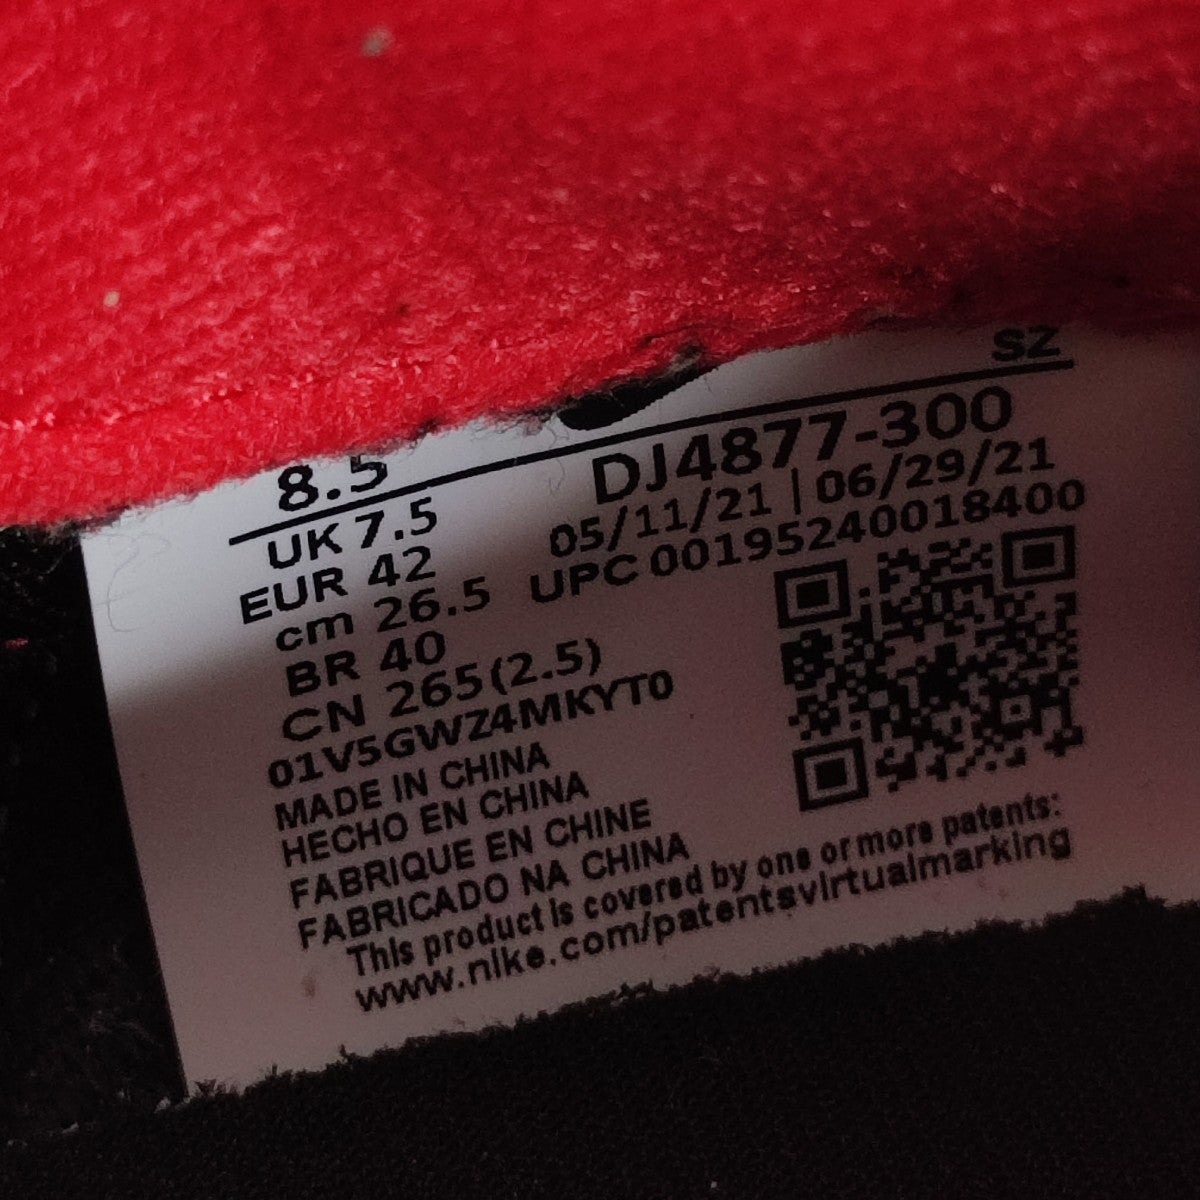 SZ
8.5
DJ4877-300
UK 7.5
05/11/21 | 06/29/21
EUR 42
UPC 00195240018400
cm 26.5
BR 40
CN 265(2.5)
01V5GWZ4MKYT0
MADE IN CHINA
HECHO EN CHINA
FABRIQUE EN CHINE
FABRICADO NA CHINA
This product is covered by one or more patents:
www.nike.com/patentsvirtualmarking